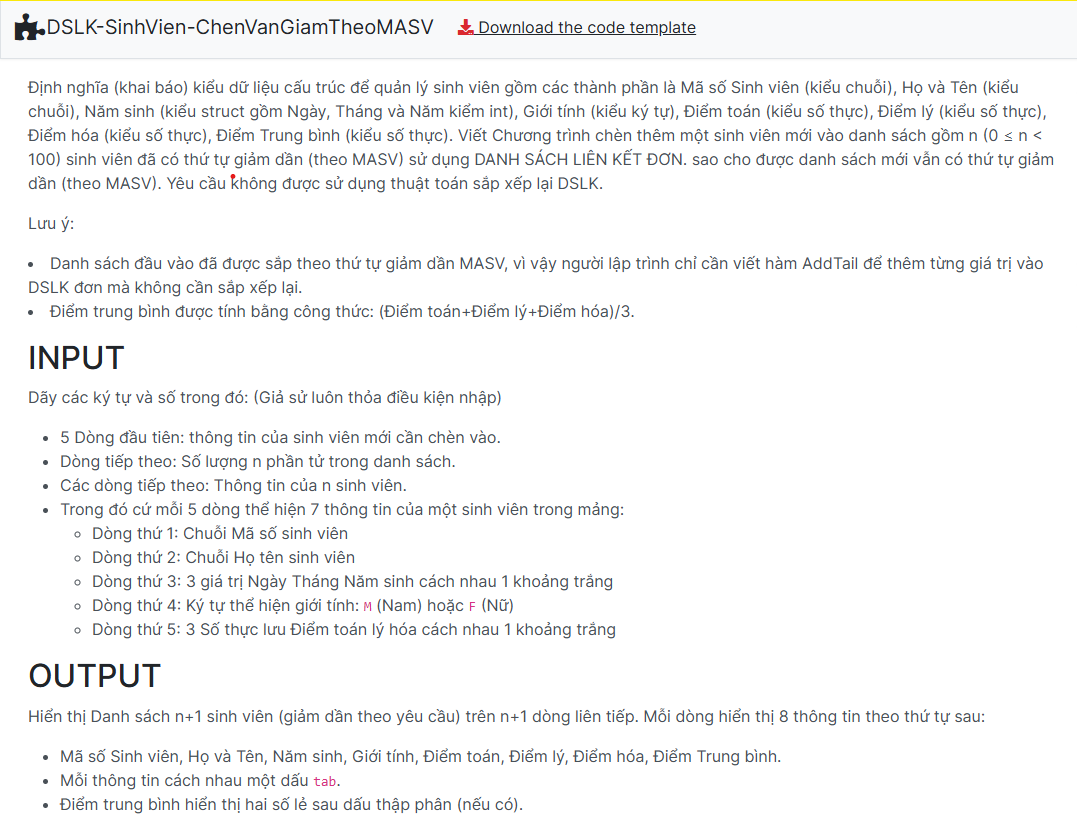 DSLK-SinhVien-ChenVanGiamTheoMASV Download the code template
Định nghĩa (khai báo) kiểu dữ liệu cấu trúc để quản lý sinh viên gồm các thành phần là Mã số Sinh viên (kiểu chuỗi), Họ và Tên (kiểu
chuỗi), Năm sinh (kiểu struct gồm Ngày, Tháng và Năm kiểm int), Giới tính (kiểu ký tự), Điểm toán (kiểu số thực), Điểm lý (kiểu số thực),
Điểm hóa (kiểu số thực), Điểm Trung bình (kiểu số thực). Viết Chương trình chèn thêm một sinh viên mới vào danh sách gồm n (0 ≤ n <
100) sinh viên đã có thứ tự giảm dần (theo MASV) sử dụng DANH SÁCH LIÊN KẾT ĐƠN. sao cho được danh sách mới vẫn có thứ tự giảm
dần (theo MASV). Yêu cầu không được sử dụng thuật toán sắp xếp lại DSLK.
Lưu ý:
• Danh sách đầu vào đã được sắp theo thứ tự giảm dần MASV, vì vậy người lập trình chỉ cần viết hàm AddTail để thêm từng giá trị vào
DSLK đơn mà không cần sắp xếp lại.
• Điểm trung bình được tính bằng công thức: (Điểm toán+Điểm lý+Điểm hóa)/3.
INPUT
Dãy các ký tự và số trong đó: (Giả sử luôn thỏa điều kiện nhập)
• 5 Dòng đầu tiên: thông tin của sinh viên mới cần chèn vào.
• Dòng tiếp theo: Số lượng n phần tử trong danh sách.
• Các dòng tiếp theo: Thông tin của n sinh viên.
• Trong đó cứ mỗi 5 dòng thể hiện 7 thông tin của một sinh viên trong mảng:
◦ Dòng thứ 1: Chuỗi Mã số sinh viên
◦ Dòng thứ 2: Chuỗi Họ tên sinh viên
◦ Dòng thứ 3: 3 giá trị Ngày Tháng Năm sinh cách nhau 1 khoảng trắng
◦ Dòng thứ 4: Ký tự thể hiện giới tính: M (Nam) hoặc F (Nữ)
◦ Dòng thứ 5: 3 Số thực lưu Điểm toán lý hóa cách nhau 1 khoảng trắng
OUTPUT
Hiển thị Danh sách n+1 sinh viên (giảm dần theo yêu cầu) trên n+1 dòng liên tiếp. Mỗi dòng hiển thị 8 thông tin theo thứ tự sau:
• Mã số Sinh viên, Họ và Tên, Năm sinh, Giới tính, Điểm toán, Điểm lý, Điểm hóa, Điểm Trung bình.
• Mỗi thông tin cách nhau một dấu tab.
• Điểm trung bình hiển thị hai số lẻ sau dấu thập phân (nếu có).